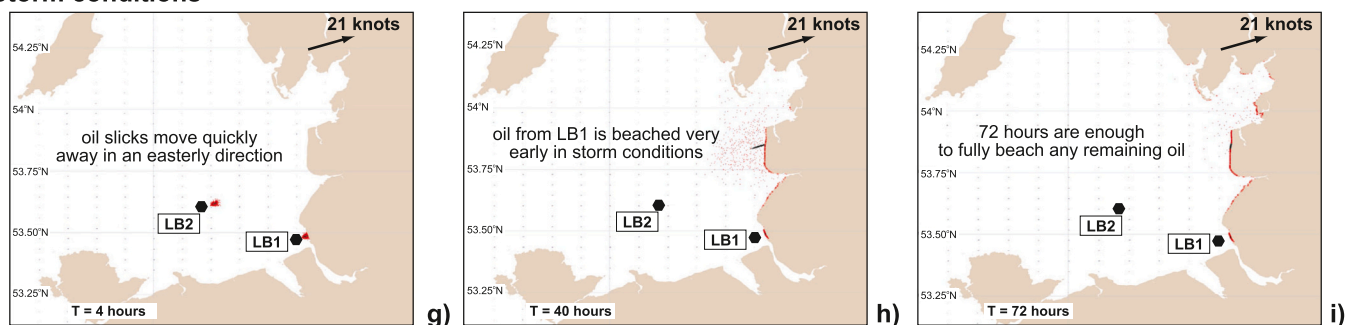 storm conditions
21 knots
54.25°N
54°N
oil slicks move quickly
away in an easterly direction
53.75°N
LB2
53.50°N
LB1
53.25°N
T = 4 hours
g)
21 knots
54.25°N
54°N
oil from LB1 is beached very
early in storm conditions
53.75°N
LB2
53.50°N
LB1
53.25°N
T = 40 hours
h)
21 knots
54.25°N
54°N
72 hours are enough
to fully beach any remaining oil
53.75°N
LB2
53.50°N
LB1
53.25°N
T = 72 hours
i)